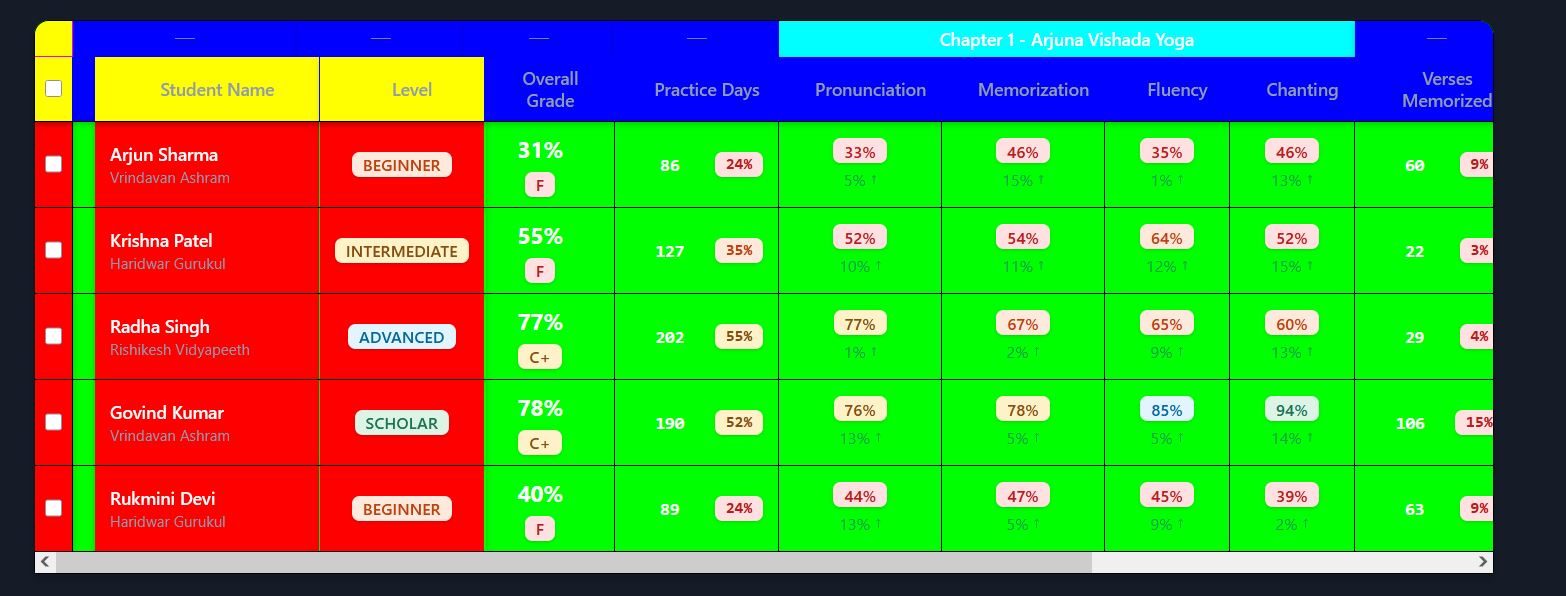 — — — — Chapter 1 - Arjuna Vishada Yoga —
Student Name Level Overall Grade Practice Days Pronunciation Memorization Fluency Chanting Verses Memorized
Arjun Sharma
Vrindavan Ashram
BEGINNER
31%
F
86 24%
33%
5% ↑
46%
15% ↑
35%
1% ↑
46%
13% ↑
60 9%
Krishna Patel
Haridwar Gurukul
INTERMEDIATE
55%
F
127 35%
52%
10% ↑
54%
11% ↑
64%
12% ↑
52%
15% ↑
22 3%
Radha Singh
Rishikesh Vidyapeeth
ADVANCED
77%
C+
202 55%
77%
1% ↑
67%
2% ↑
65%
9% ↑
60%
13% ↑
29 4%
Govind Kumar
Vrindavan Ashram
SCHOLAR
78%
C+
190 52%
76%
13% ↑
78%
5% ↑
85%
5% ↑
94%
14% ↑
106 15%
Rukmini Devi
Haridwar Gurukul
BEGINNER
40%
F
89 24%
44%
13% ↑
47%
5% ↑
45%
9% ↑
39%
2% ↑
63 9%